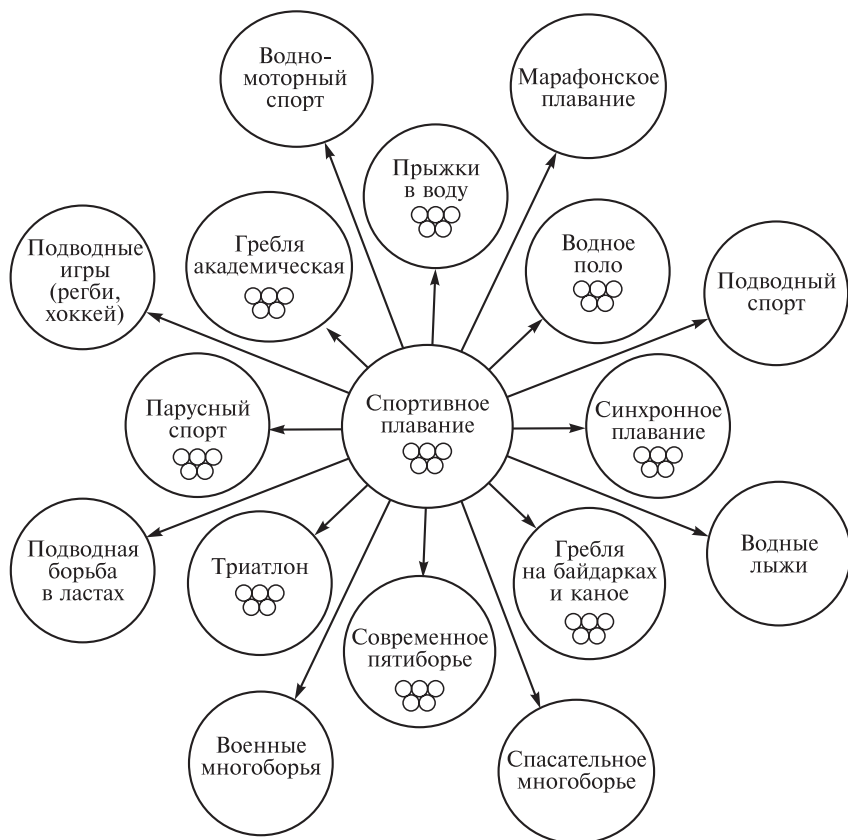 Водно-
моторный
спорт
Марафонское
плавание
Прыжки
в воду
Подводные
игры
(регби,
хоккей)
Гребля
академическая
Водное
поло
Подводный
спорт
Парусный
спорт
Спортивное
плавание
Синхронное
плавание
Подводная
борьба
в ластах
Триатлон
Современное
пятиборье
Гребля
на байдарках
и каное
Водные
лыжи
Военные
многоборья
Спасательное
многоборье